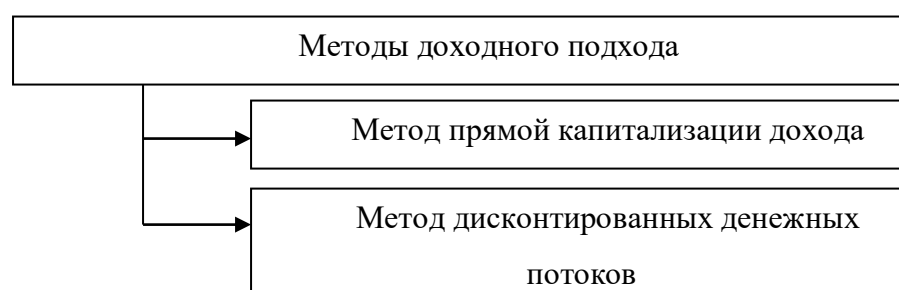 Методы доходного подхода
Метод прямой капитализации дохода
Метод дисконтированных денежных
потоков